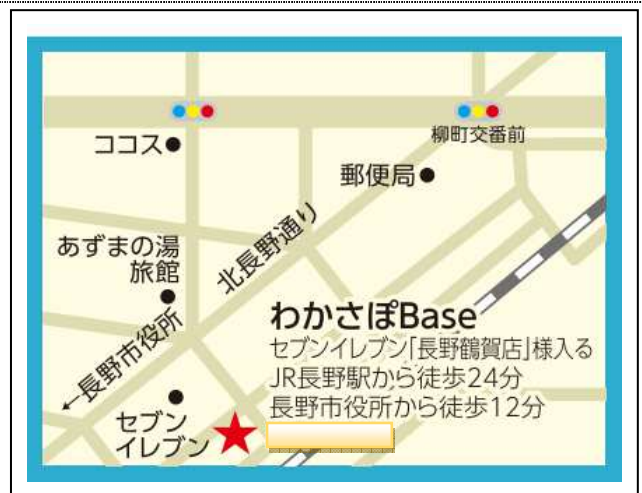 ココス
柳町交番前
郵便局
北長野通り
あずまの湯
旅館
←長野市役所
わかさぽBase
セブンイレブン「長野鶴賀店」様入る
JR長野駅から徒歩24分
長野市役所から徒歩12分
セブン
イレブン